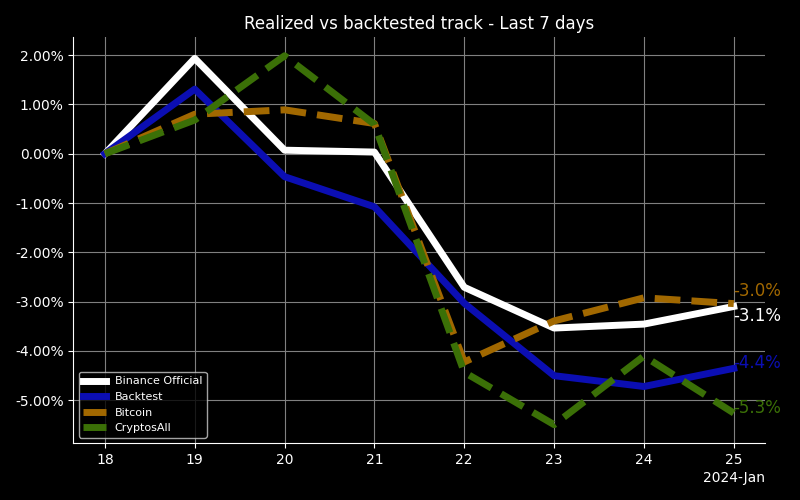 Realized vs backtested track - Last 7 days
2.00%
1.00%
0.00%
-1.00%
-2.00%
-3.00%
-4.00%
-5.00%
-3.0%
-3.1%
-4.4%
-5.3%
Binance Official
Backtest
Bitcoin
CryptosAll
18 19 20 21 22 23 24 25
2024-Jan